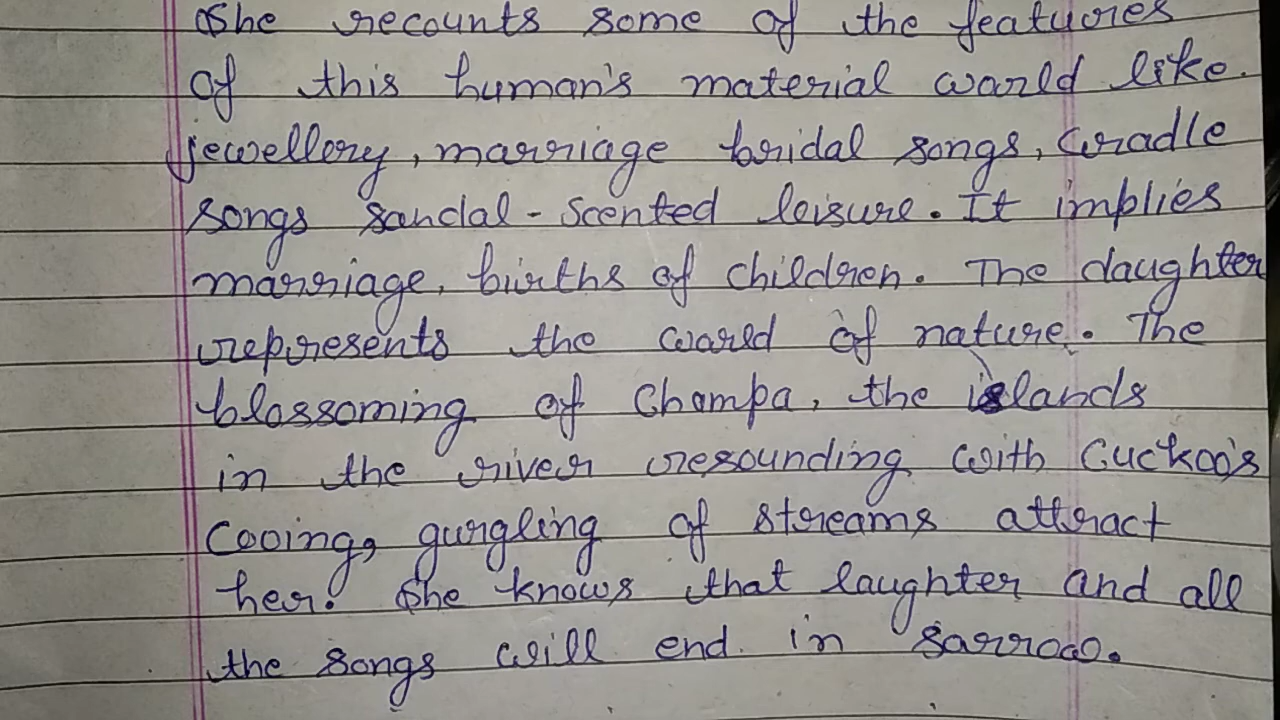 She recounts some of the features
of this human's material world like.
jewellery, marriage bridal songs, cradle
songs sandal-scented leisure. It implies
marriage, births of children. The daughter
represents the world of nature. The
blossoming of Champa, the islands
in the river resounding with Cuckoo's
Cooing, gurgling of streams attract
her. She knows that laughter and all
the songs will end in sorrow.